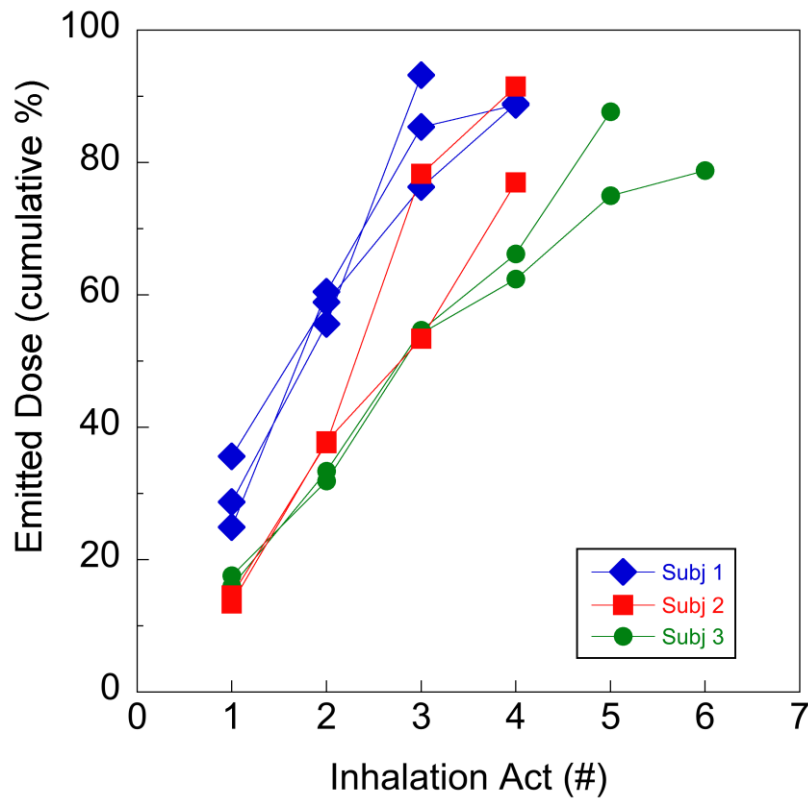 100
80
60
40
20
0
Emitted Dose (cumulative %)
Subj 1
Subj 2
Subj 3
0 1 2 3 4 5 6 7
Inhalation Act (#)